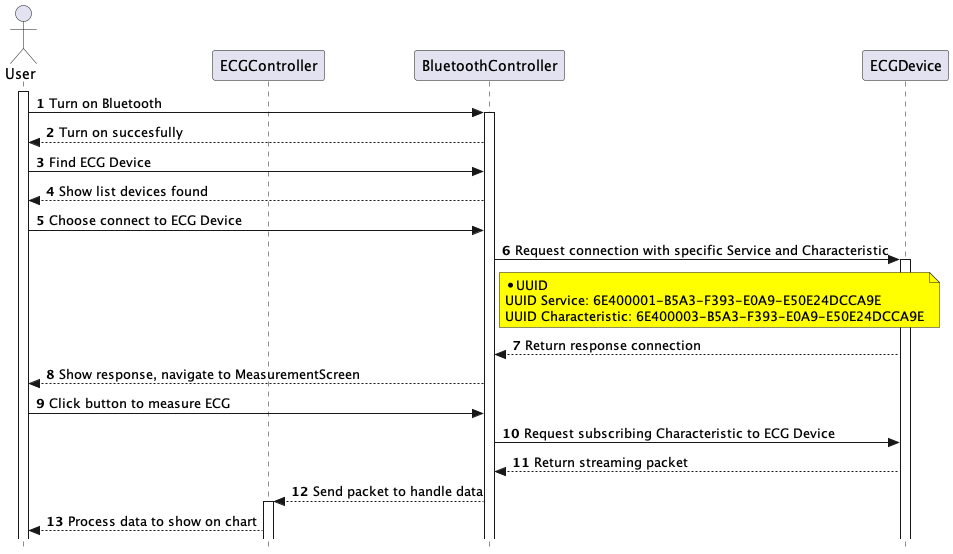 User
ECGController
BluetoothController
ECGDevice
1 Turn on Bluetooth
2 Turn on succesfully
3 Find ECG Device
4 Show list devices found
5 Choose connect to ECG Device
6 Request connection with specific Service and Characteristic
• UUID
UUID Service: 6E400001-B5A3-F393-E0A9-E50E24DCCA9E
UUID Characteristic: 6E400003-B5A3-F393-E0A9-E50E24DCCA9E
7 Return response connection
8 Show response, navigate to MeasurementScreen
9 Click button to measure ECG
10 Request subscribing Characteristic to ECG Device
11 Return streaming packet
12 Send packet to handle data
13 Process data to show on chart